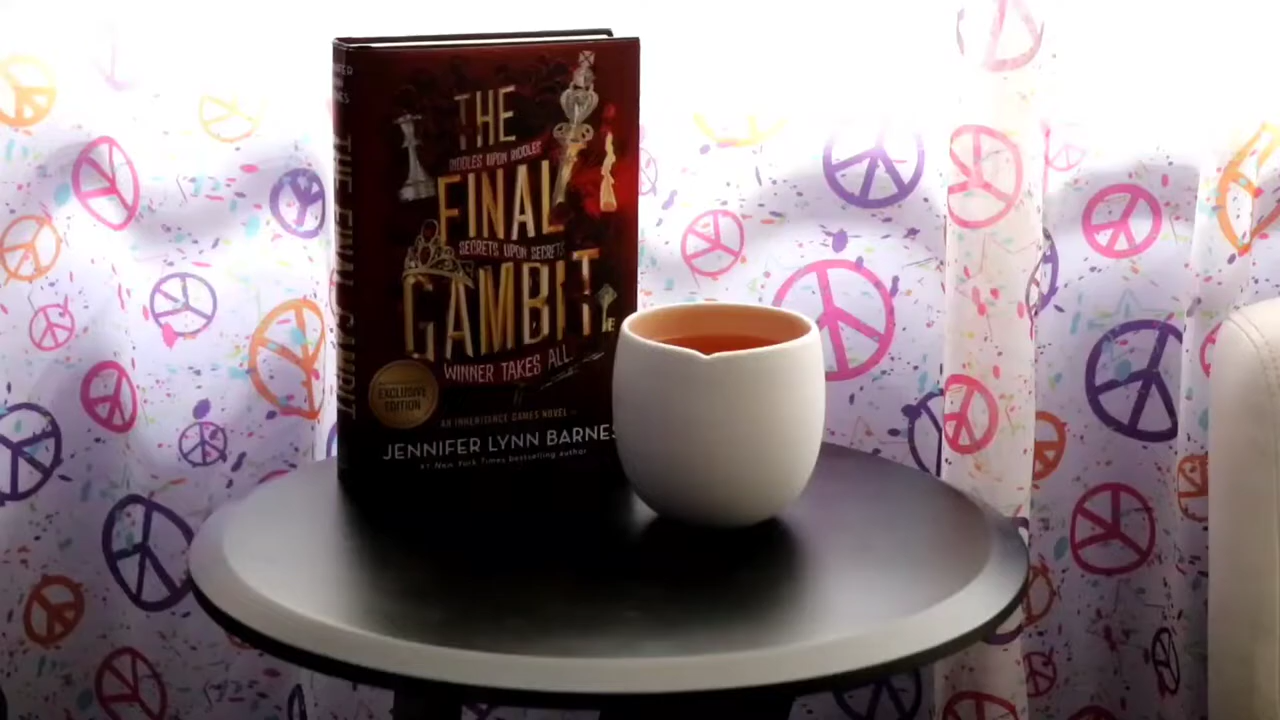 THE
RIDDLES UPON RIDDLES
FINAL
SECRETS UPON SECRETS
GAMBIT
WINNER TAKES ALL
EXCLUSIVE
EDITION
AN INHERITANCE GAMES NOVEL
JENNIFER LYNN BARNES
#1 New York Times bestselling author
THE FINAL GAMBIT